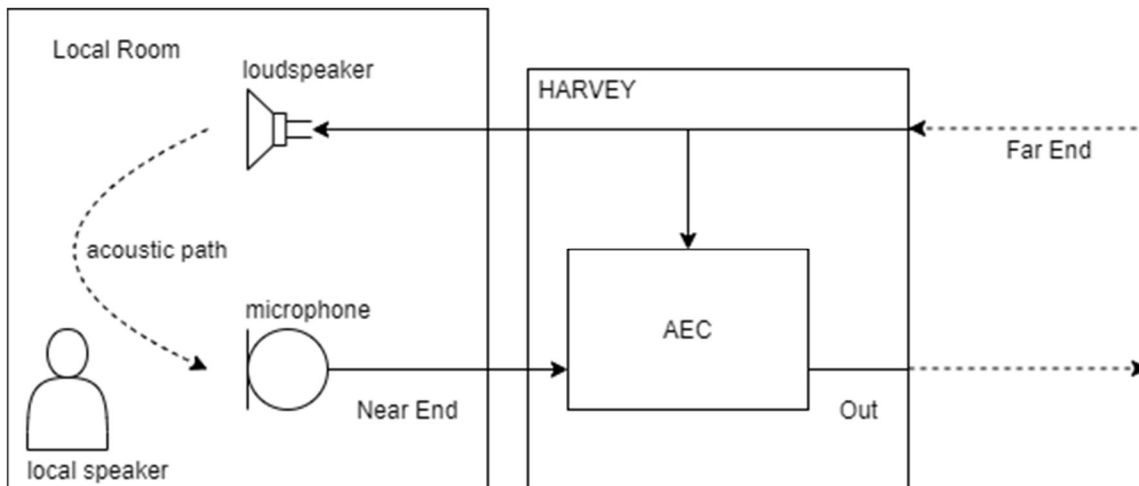 Local Room
loudspeaker
HARVEY
Far End
acoustic path
microphone
AEC
Near End
Out
local speaker